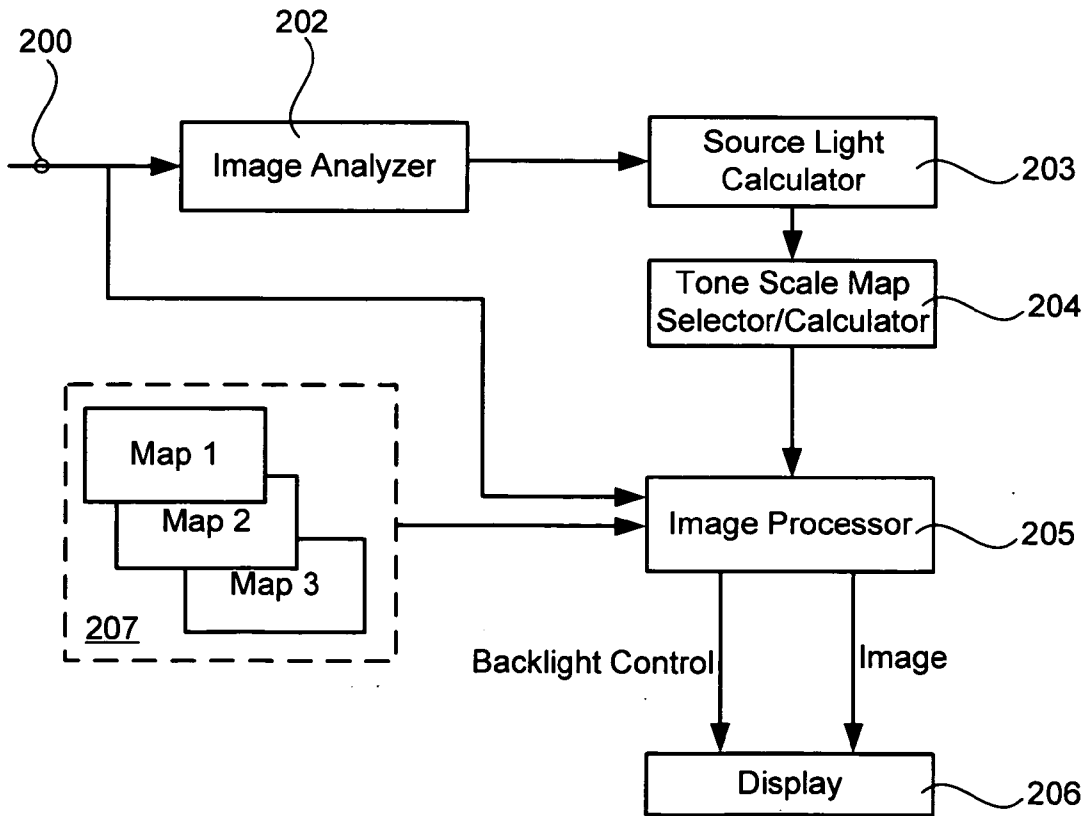 200
202
Image Analyzer
Source Light
Calculator
203
Tone Scale Map
Selector/Calculator
204
Map 1
Map 2
Map 3
207
Image Processor
205
Backlight Control
Image
Display
206